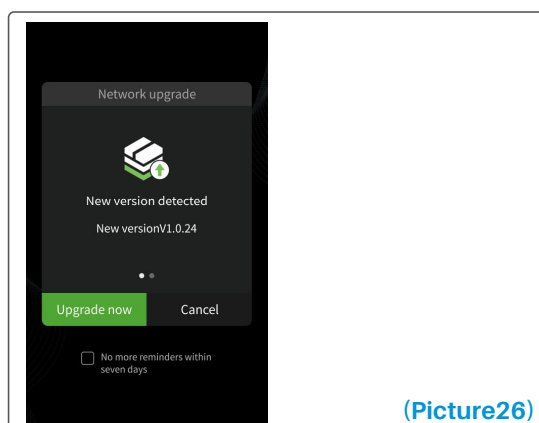 Network upgrade
New version detected
New versionV1.0.24
Upgrade now
Cancel
No more reminders within
seven days
(Picture26)